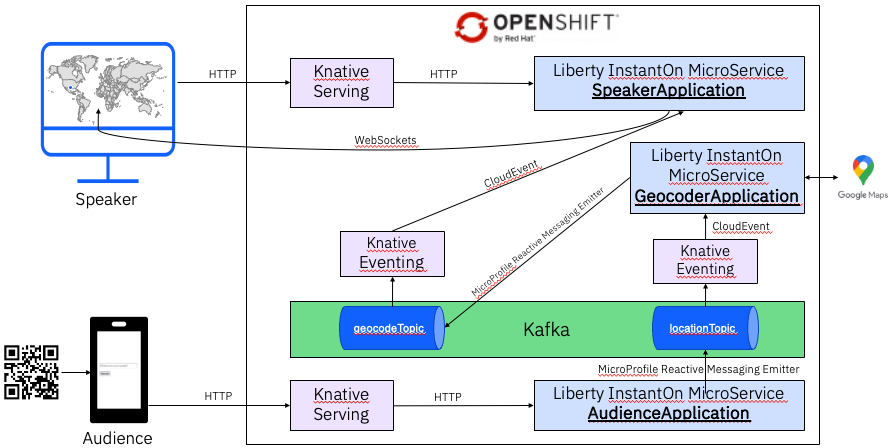 OPENSHIFT
by Red Hat
HTTP
Knative
Serving
HTTP
Liberty InstantOn MicroService
SpeakerApplication
WebSockets
Speaker
CloudEvent
Liberty InstantOn
MicroService
GeocoderApplication
Google Maps
MicroProfile Reactive Messaging Emitter
CloudEvent
Knative
Eventing
Knative
Eventing
geocodeTopic
Kafka
locationTopic
MicroProfile Reactive Messaging Emitter
HTTP
Knative
Serving
HTTP
Liberty InstantOn MicroService
AudienceApplication
Audience